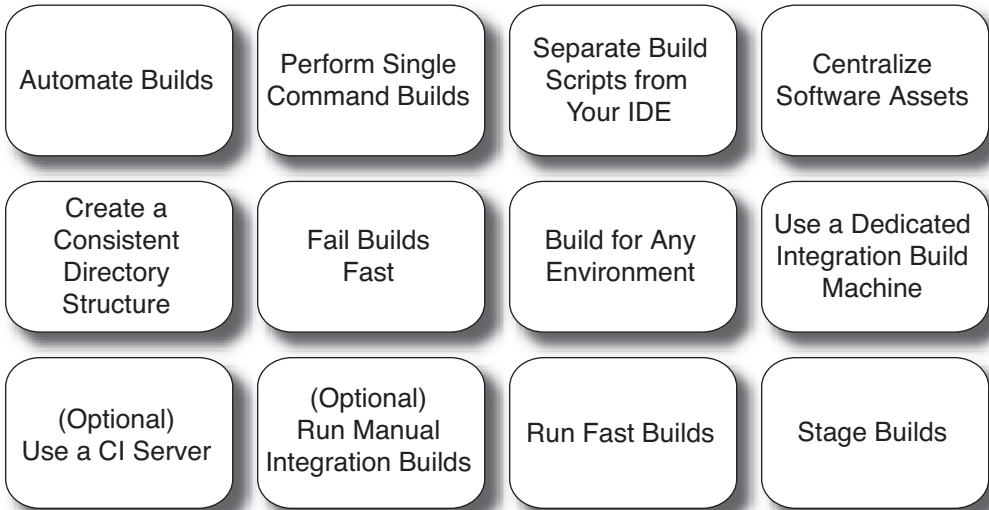 Automate Builds
Perform Single
Command Builds
Separate Build
Scripts from
Your IDE
Centralize
Software Assets
Create a
Consistent
Directory
Structure
Fail Builds
Fast
Build for Any
Environment
Use a Dedicated
Integration Build
Machine
(Optional)
Use a CI Server
(Optional)
Run Manual
Integration Builds
Run Fast Builds
Stage Builds